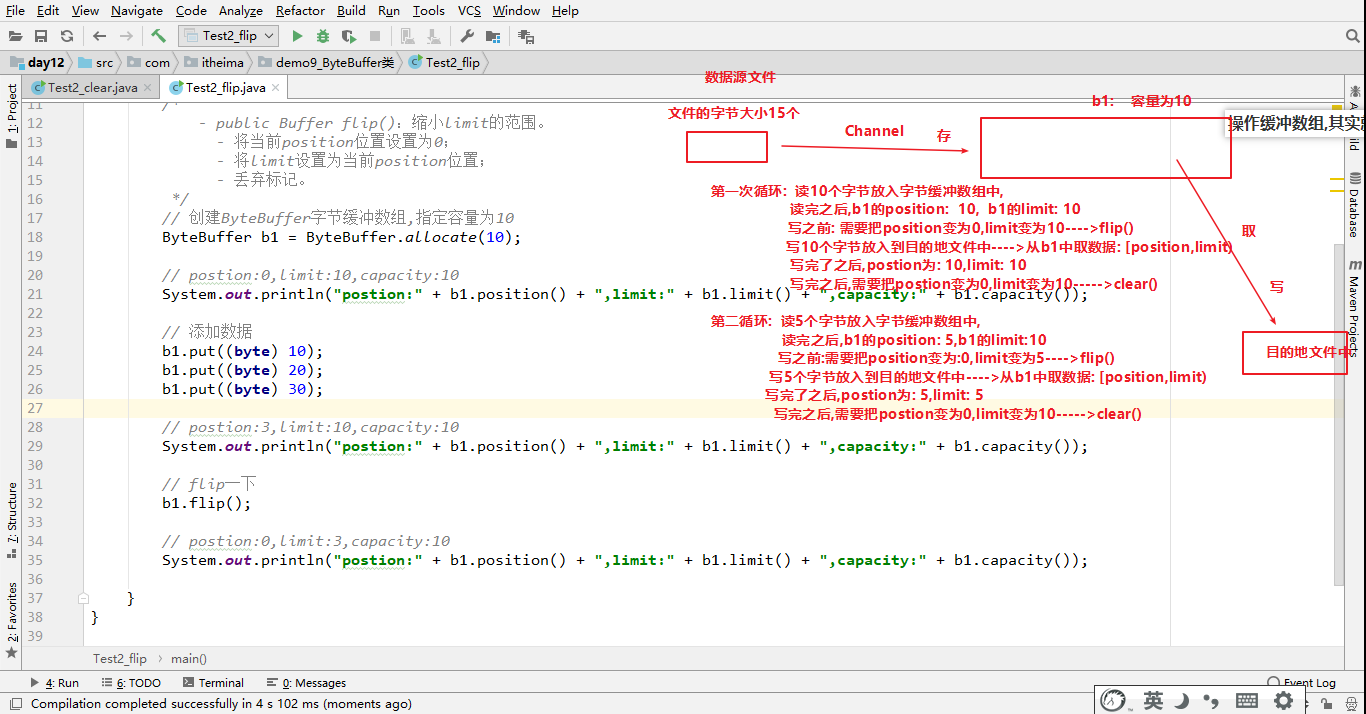 File Edit View Navigate Code Analyze Refactor Build Run Tools VCS Window Help
Test2_flip
day12 src com itheima demo9_ByteBuffer类 Test2_flip
Test2_clear.java Test2_flip.java
数据源文件
文件的字节大小15个
b1: 容量为10
Channel 存
操作缓冲数组,其实
11 /*
12 - public Buffer flip()：缩小limit的范围。
13 - 将当前position位置设置为0；
14 - 将limit设置为当前position位置；
15 - 丢弃标记。
16 */
17 // 创建ByteBuffer字节缓冲数组,指定容量为10
18 ByteBuffer b1 = ByteBuffer.allocate(10);
19
20 // postion:0,limit:10,capacity:10
21 System.out.println("postion:" + b1.position() + ",limit:" + b1.limit() + ",capacity:" + b1.capacity());
22
23 // 添加数据
24 b1.put((byte) 10);
25 b1.put((byte) 20);
26 b1.put((byte) 30);
27
28 // postion:3,limit:10,capacity:10
29 System.out.println("postion:" + b1.position() + ",limit:" + b1.limit() + ",capacity:" + b1.capacity());
30
31 // flip一下
32 b1.flip();
33
34 // postion:0,limit:3,capacity:10
35 System.out.println("postion:" + b1.position() + ",limit:" + b1.limit() + ",capacity:" + b1.capacity());
36
37 }
38 }
39
第一次循环: 读10个字节放入字节缓冲数组中,
读完之后,b1的position: 10, b1的limit: 10
写之前: 需要把position变为0,limit变为10---->flip()
写10个字节放入到目的地文件中---->从b1中取数据: [position,limit)
写完了之后,postion为: 10,limit: 10
写完之后,需要把postion变为0,limit变为10----->clear()
第二循环: 读5个字节放入字节缓冲数组中,
读完之后,b1的position: 5,b1的limit:10
写之前:需要把position变为:0,limit变为5---->flip()
写5个字节放入到目的地文件中---->从b1中取数据: [position,limit)
写完了之后,postion为: 5,limit: 5
写完之后,需要把postion变为0,limit变为10----->clear()
取
写
目的地文件中
1: Project
7: Structure
2: Favorites
Database
Maven Projects
Test2_flip main()
4: Run 6: TODO Terminal 0: Messages Event Log
Compilation completed successfully in 4 s 102 ms (moments ago)
英